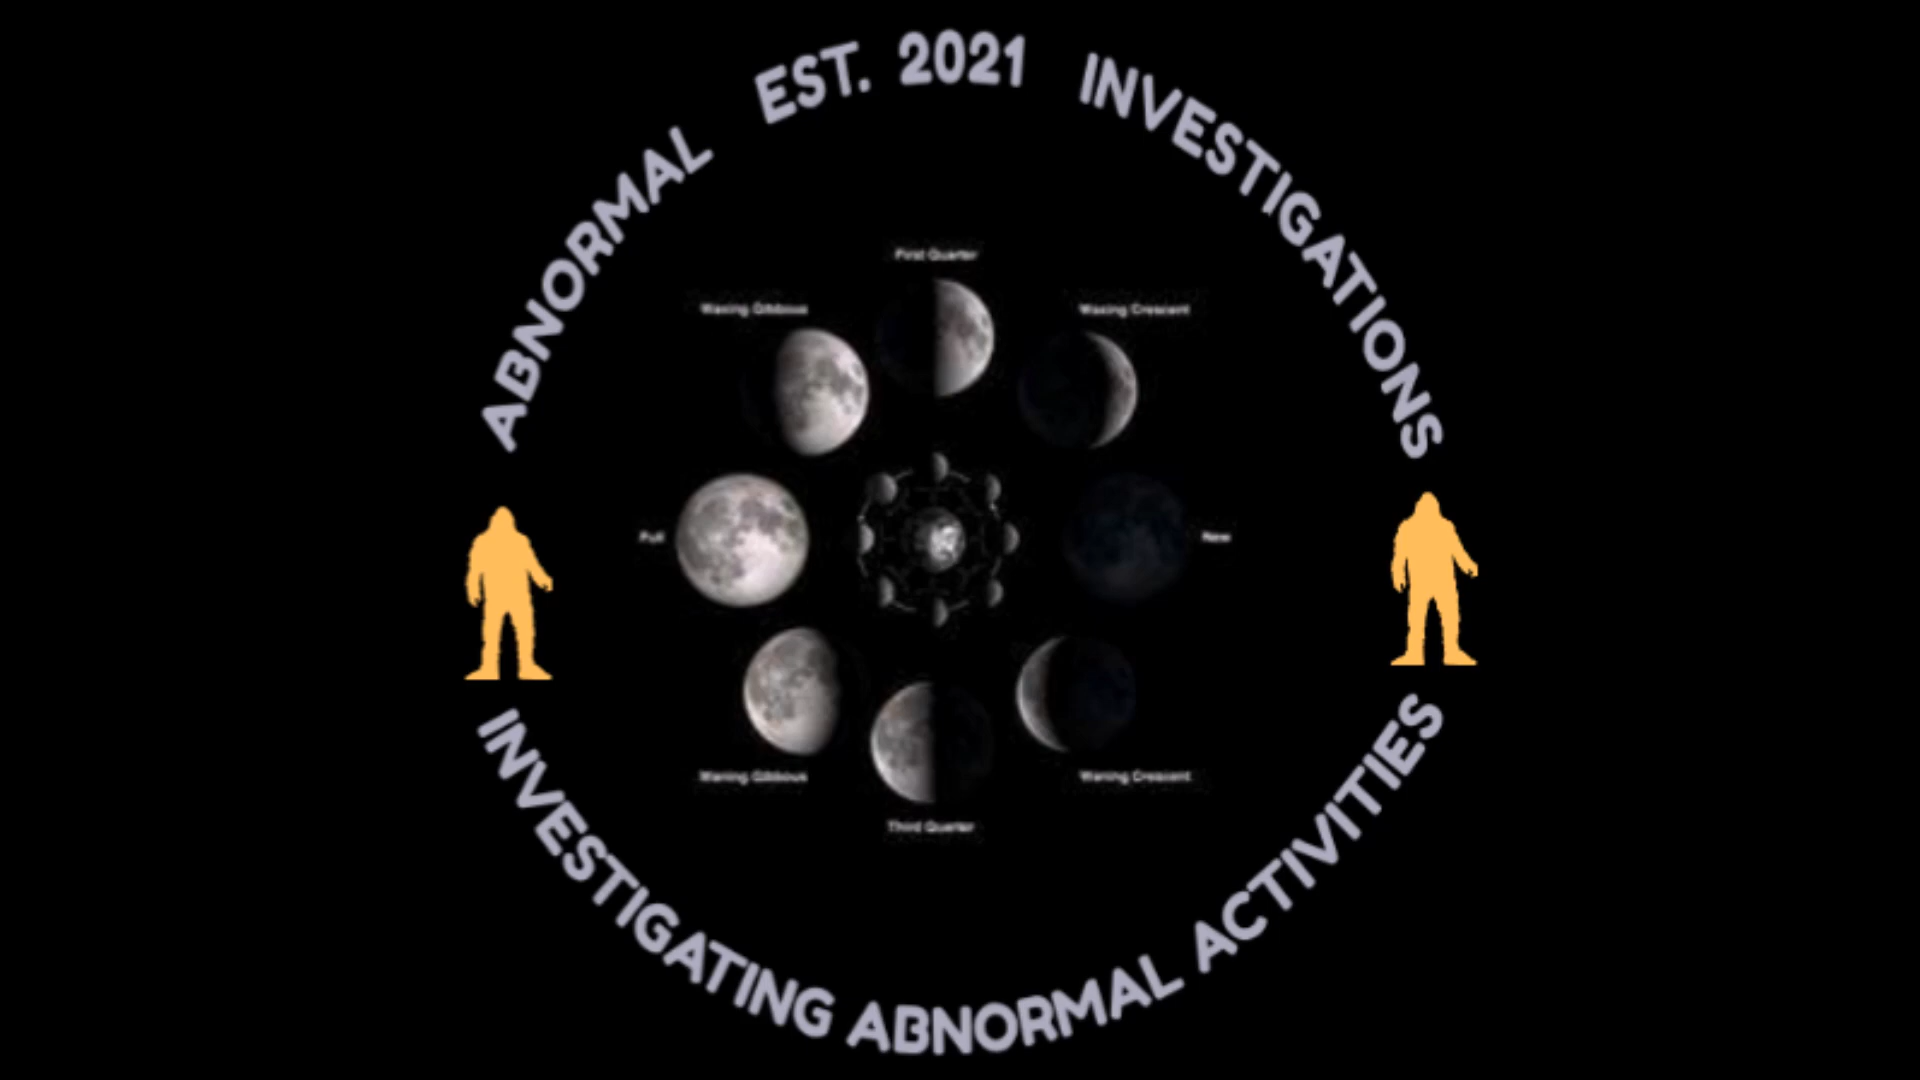 ABNORMAL EST. 2021 INVESTIGATIONS
First Quarter
Waxing Gibbous
Waxing Crescent
Full
New
Waning Gibbous
Waning Crescent
Third Quarter
INVESTIGATING ABNORMAL ACTIVITIES